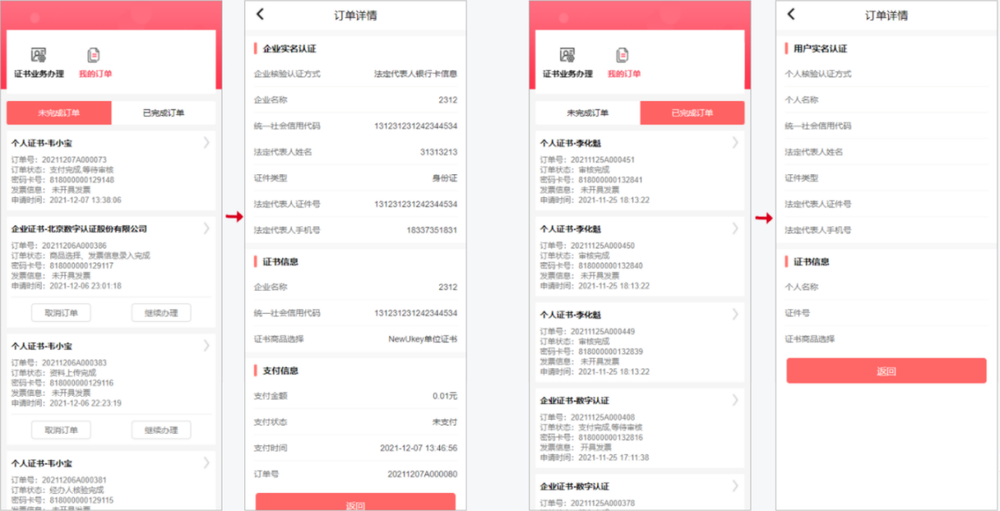 证书业务办理
我的订单
未完成订单
已完成订单
个人证书-韦小宝
订单号：20211207A000073
订单状态：支付完成,等待审核
密码卡号：818000000129148
发票信息： 未开具发票
申请时间：2021-12-07 13:38:06
企业证书-北京数字认证股份有限公司
订单号：20211206A000386
订单状态：商品选择、发票信息录入完成
密码卡号：818000000129117
发票信息： 未开具发票
申请时间：2021-12-06 23:01:18
取消订单
继续办理
个人证书-韦小宝
订单号：20211206A000383
订单状态：资料上传完成
密码卡号：818000000129116
发票信息： 未开具发票
申请时间：2021-12-06 22:23:19
取消订单
继续办理
个人证书-韦小宝
订单号：20211206A000381
订单状态：经办人核验完成
密码卡号：818000000129115
发票信息： 未开具发票
订单详情
企业实名认证
企业核验认证方式 法定代表人银行卡信息
企业名称 2312
统一社会信用代码 131231231242344534
法定代表人姓名 31313213
证件类型 身份证
法定代表人证件号 131231231242344534
法定代表人手机号 18337351831
证书信息
企业名称 2312
统一社会信用代码 131231231242344534
证书商品选择 NewUkey单位证书
支付信息
支付金额 0.01元
支付状态 未支付
支付时间 2021-12-07 13:46:56
订单号 20211207A000080
返回
证书业务办理
我的订单
未完成订单
已完成订单
个人证书-李化魁
订单号：20211125A000451
订单状态：审核完成
密码卡号：818000000132841
发票信息： 未开具发票
申请时间：2021-11-25 18:13:22
个人证书-李化魁
订单号：20211125A000450
订单状态：审核完成
密码卡号：818000000132840
发票信息： 未开具发票
申请时间：2021-11-25 18:13:22
个人证书-李化魁
订单号：20211125A000449
订单状态：审核完成
密码卡号：818000000132839
发票信息： 未开具发票
申请时间：2021-11-25 18:13:22
企业证书-数字认证
订单号：20211125A000408
订单状态：支付完成,等待审核
密码卡号：818000000132816
发票信息： 开具发票
申请时间：2021-11-25 17:11:38
企业证书-数字认证
订单号：20211125A000378
订单详情
用户实名认证
个人核验认证方式
个人名称
统一社会信用代码
法定代表人姓名
证件类型
法定代表人证件号
法定代表人手机号
证书信息
个人名称
证件号
证书商品选择
返回